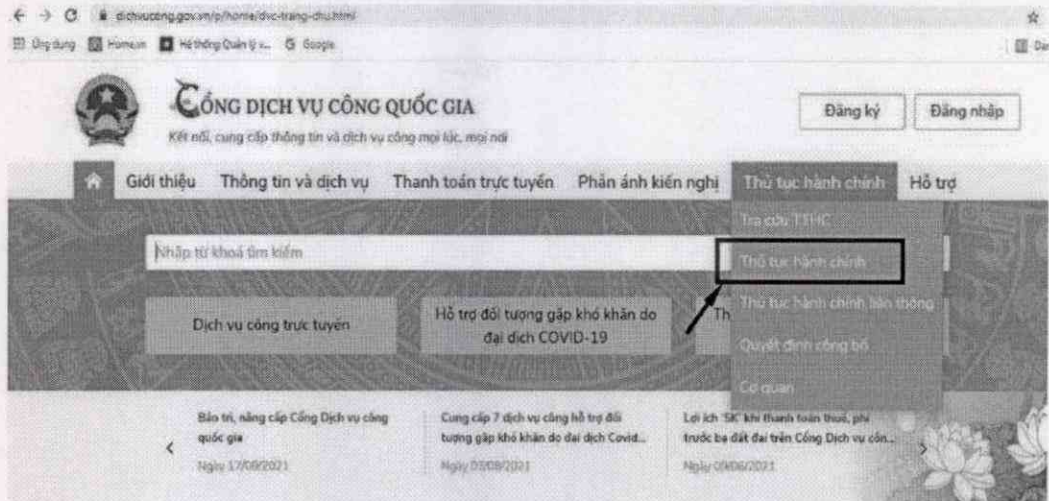 dichvucong.gov.vn/p/home/dvc-trang-chu.html
Ứng dụng Hệ thống Quản lý v... Google
CỔNG DỊCH VỤ CÔNG QUỐC GIA
Kết nối, cung cấp thông tin và dịch vụ công mọi lúc, mọi nơi
Đăng ký Đăng nhập
Giới thiệu Thông tin và dịch vụ Thanh toán trực tuyến Phản ánh kiến nghị Thủ tục hành chính Hỗ trợ
Tra cứu TTHC
Nhập từ khoá tìm kiếm
Thủ tục hành chính
Thủ tục hành chính liên thông
Dịch vụ công trực tuyến
Hỗ trợ đối tượng gặp khó khăn do đại dịch COVID-19
Th
Quyết định công bố
Cơ quan
Bảo trì, nâng cấp Cổng Dịch vụ công quốc gia
Ngày 17/09/2021
Cung cấp 7 dịch vụ công hỗ trợ đối tượng gặp khó khăn do đại dịch Covid...
Ngày 03/08/2021
Lợi ích '5K' khi thanh toán thuế, phí trước bạ đất đai trên Cổng Dịch vụ côn...
Ngày 09/06/2021